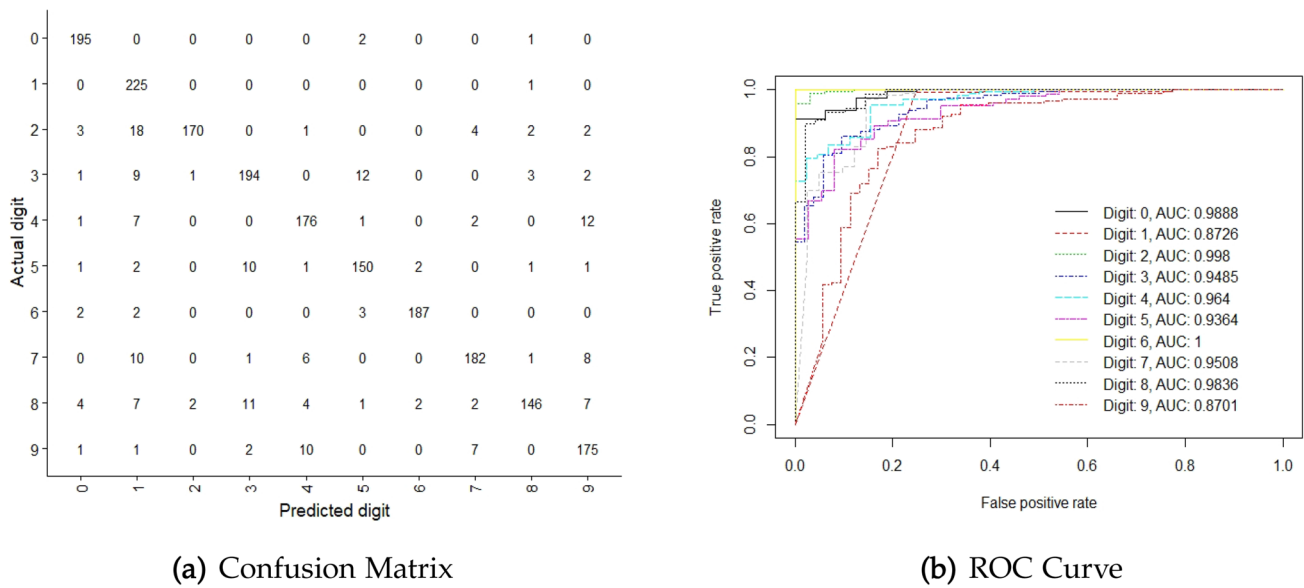 0 195 0 0 0 0 2 0 0 1 0
1 0 225 0 0 0 0 0 0 1 0
2 3 18 170 0 1 0 0 4 2 2
3 1 9 1 194 0 12 0 0 3 2
4 1 7 0 0 176 1 0 2 0 12
5 1 2 0 10 1 150 2 0 1 1
6 2 2 0 0 0 3 187 0 0 0
7 0 10 0 1 6 0 0 182 1 8
8 4 7 2 11 4 1 2 2 146 7
9 1 1 0 2 10 0 0 7 0 175
Actual digit
0 1 2 3 4 5 6 7 8 9
Predicted digit
(a) Confusion Matrix
1.0
0.8
0.6
0.4
0.2
0.0
True positive rate
Digit: 0, AUC: 0.9888
Digit: 1, AUC: 0.8726
Digit: 2, AUC: 0.998
Digit: 3, AUC: 0.9485
Digit: 4, AUC: 0.964
Digit: 5, AUC: 0.9364
Digit: 6, AUC: 1
Digit: 7, AUC: 0.9508
Digit: 8, AUC: 0.9836
Digit: 9, AUC: 0.8701
0.0 0.2 0.4 0.6 0.8 1.0
False positive rate
(b) ROC Curve